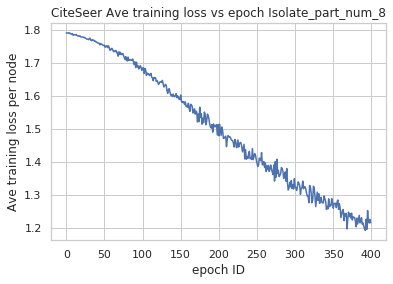 CiteSeer Ave training loss vs epoch Isolate_part_num_8
1.8
1.7
1.6
1.5
1.4
1.3
1.2
Ave training loss per node
0 50 100 150 200 250 300 350 400
epoch ID